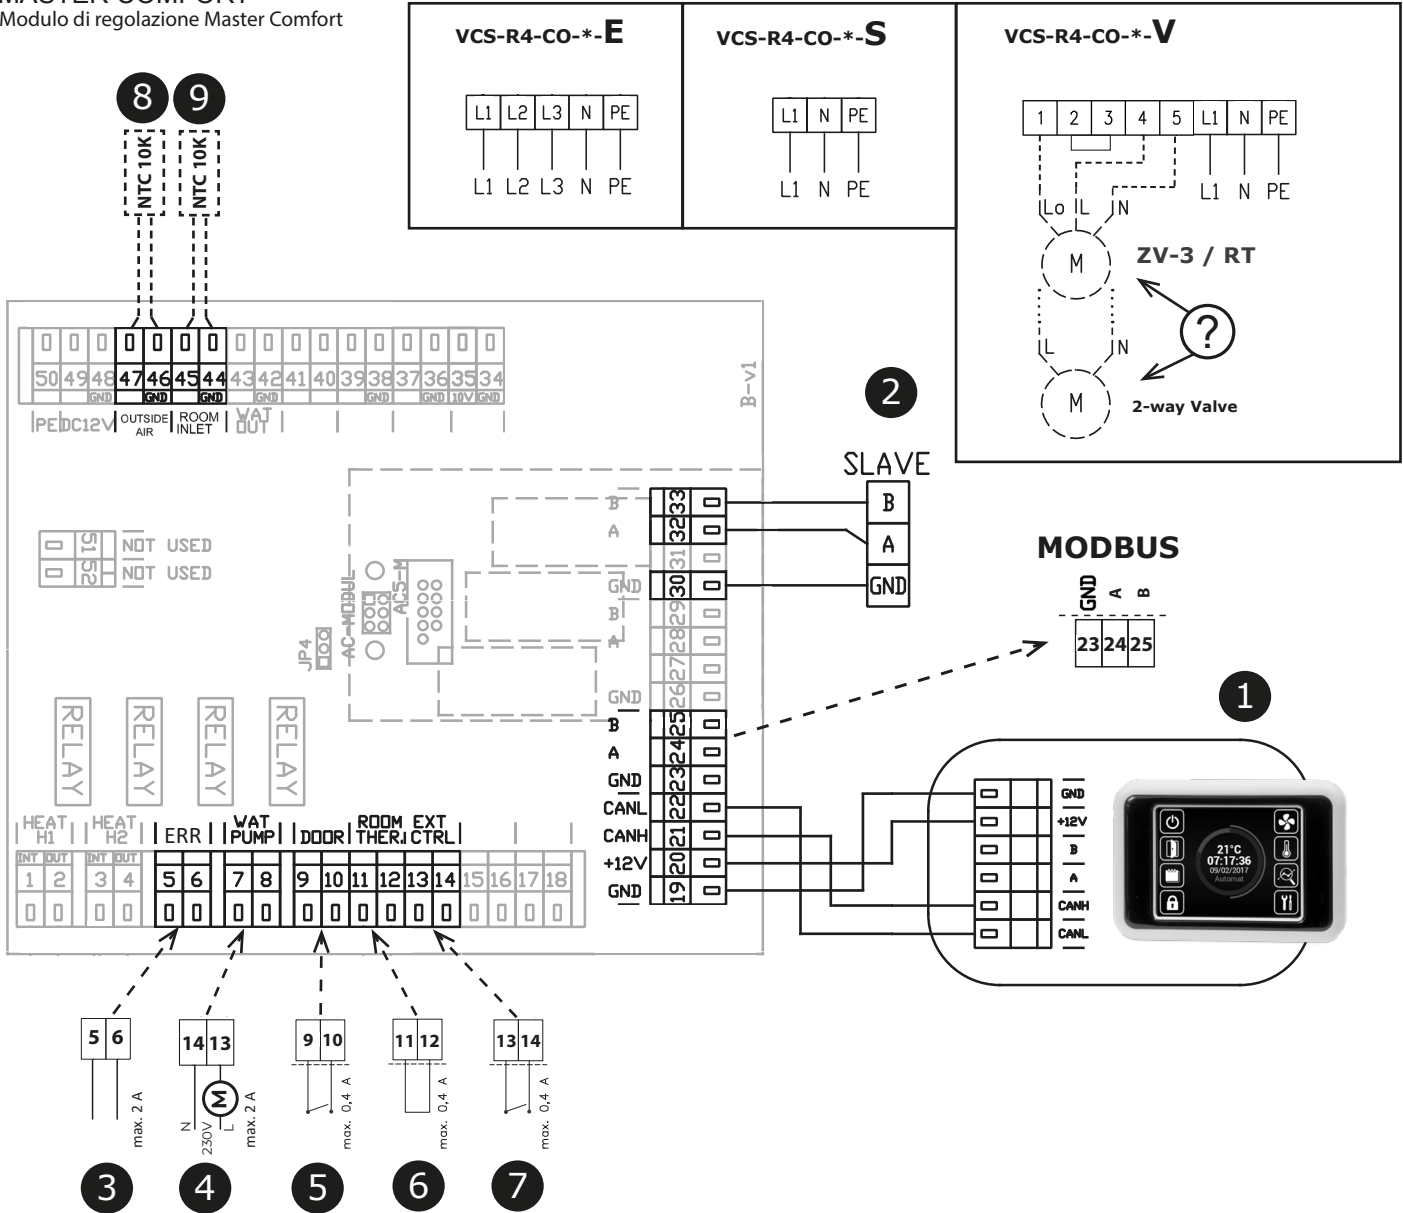 MASTER COMFORT
Modulo di regolazione Master Comfort
VCS-R4-CO-*-E
L1 L2 L3 N PE
L1 L2 L3 N PE
VCS-R4-CO-*-S
L1 N PE
L1 N PE
VCS-R4-CO-*-V
1 2 3 4 5 L1 N PE
L1 N PE
Lo L N
M
ZV-3 / RT
?
L N
M
2-way Valve
8 9
NTC 10K NTC 10K
50 49 48 47 46 45 44 43 42 41 40 39 38 37 36 35 34
GND GND GND GND GND GND 10V GND
PE DC12V OUTSIDE AIR ROOM INLET WAT OUT
B-v1
51 NOT USED
52 NOT USED
JP4
AC-MODUL
ACS-M
RELAY RELAY RELAY RELAY
2
SLAVE
B
A
GND
B 33
A 32
31
GND 30
B 29
A 28
27
GND 26
B 25
A 24
GND 23
CANL 22
CANH 21
+12V 20
GND 19
MODBUS
GND A B
23 24 25
1
GND
+12V
B
A
CANH
CANL
21°C
07:17:36
09/02/2017
Automat
HEAT H1 HEAT H2 ERR WAT PUMP DOOR ROOM THER. EXT CTRL
INT OUT INT OUT
1 2 3 4 5 6 7 8 9 10 11 12 13 14 15 16 17 18
5 6
max. 2 A
3
14 13
N 230V L
M
max. 2 A
4
9 10
max. 0,4 A
5
11 12
max. 0,4 A
6
13 14
max. 0,4 A
7